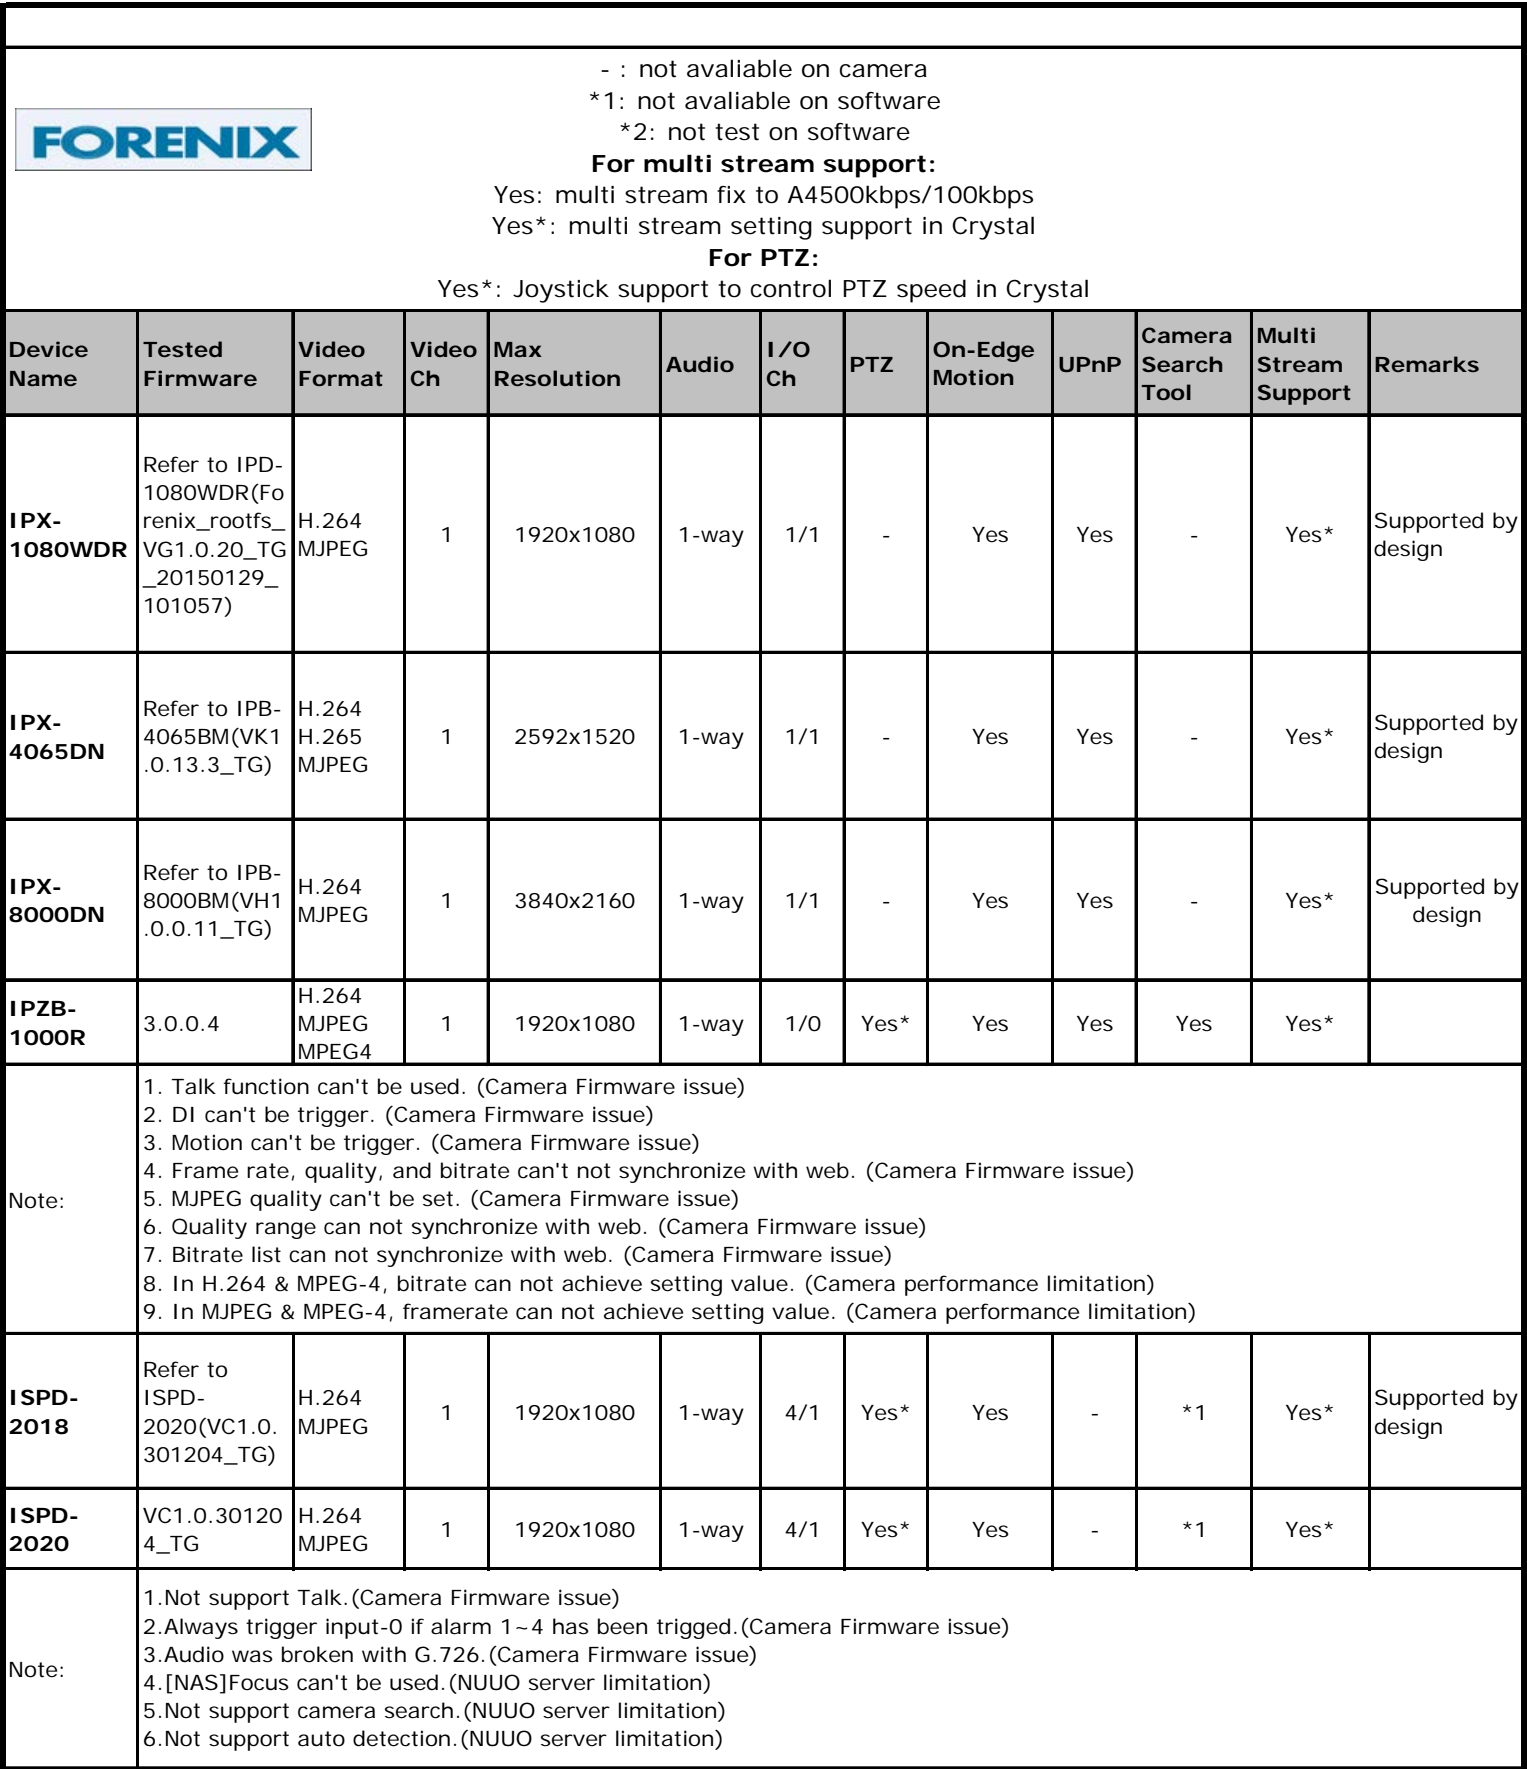 - : not avaliable on camera
*1: not avaliable on software
*2: not test on software
FORENIX
For multi stream support:
Yes: multi stream fix to A4500kbps/100kbps
Yes*: multi stream setting support in Crystal
For PTZ:
Yes*: Joystick support to control PTZ speed in Crystal
Device Name | Tested Firmware | Video Format | Video Ch | Max Resolution | Audio | I/O Ch | PTZ | On-Edge Motion | UPnP | Camera Search Tool | Multi Stream Support | Remarks
IPX-1080WDR | Refer to IPD-1080WDR(Forenix_rootfs_VG1.0.20_TG_20150129_101057) | H.264 MJPEG | 1 | 1920x1080 | 1-way | 1/1 | - | Yes | Yes | - | Yes* | Supported by design
IPX-4065DN | Refer to IPB-4065BM(VK1.0.13.3_TG) | H.264 H.265 MJPEG | 1 | 2592x1520 | 1-way | 1/1 | - | Yes | Yes | - | Yes* | Supported by design
IPX-8000DN | Refer to IPB-8000BM(VH1.0.0.11_TG) | H.264 MJPEG | 1 | 3840x2160 | 1-way | 1/1 | - | Yes | Yes | - | Yes* | Supported by design
IPZB-1000R | 3.0.0.4 | H.264 MJPEG MPEG4 | 1 | 1920x1080 | 1-way | 1/0 | Yes* | Yes | Yes | Yes | Yes*
Note:
1. Talk function can't be used. (Camera Firmware issue)
2. DI can't be trigger. (Camera Firmware issue)
3. Motion can't be trigger. (Camera Firmware issue)
4. Frame rate, quality, and bitrate can't not synchronize with web. (Camera Firmware issue)
5. MJPEG quality can't be set. (Camera Firmware issue)
6. Quality range can not synchronize with web. (Camera Firmware issue)
7. Bitrate list can not synchronize with web. (Camera Firmware issue)
8. In H.264 & MPEG-4, bitrate can not achieve setting value. (Camera performance limitation)
9. In MJPEG & MPEG-4, framerate can not achieve setting value. (Camera performance limitation)
ISPD-2018 | Refer to ISPD-2020(VC1.0.301204_TG) | H.264 MJPEG | 1 | 1920x1080 | 1-way | 4/1 | Yes* | Yes | - | *1 | Yes* | Supported by design
ISPD-2020 | VC1.0.301204_TG | H.264 MJPEG | 1 | 1920x1080 | 1-way | 4/1 | Yes* | Yes | - | *1 | Yes*
Note:
1.Not support Talk.(Camera Firmware issue)
2.Always trigger input-0 if alarm 1~4 has been trigged.(Camera Firmware issue)
3.Audio was broken with G.726.(Camera Firmware issue)
4.[NAS]Focus can't be used.(NUUO server limitation)
5.Not support camera search.(NUUO server limitation)
6.Not support auto detection.(NUUO server limitation)